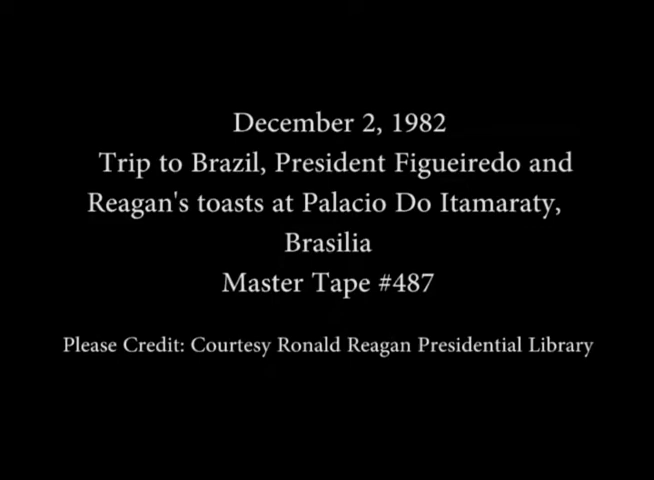 December 2, 1982
Trip to Brazil, President Figueiredo and
Reagan's toasts at Palacio Do Itamaraty,
Brasilia
Master Tape #487
Please Credit: Courtesy Ronald Reagan Presidential Library